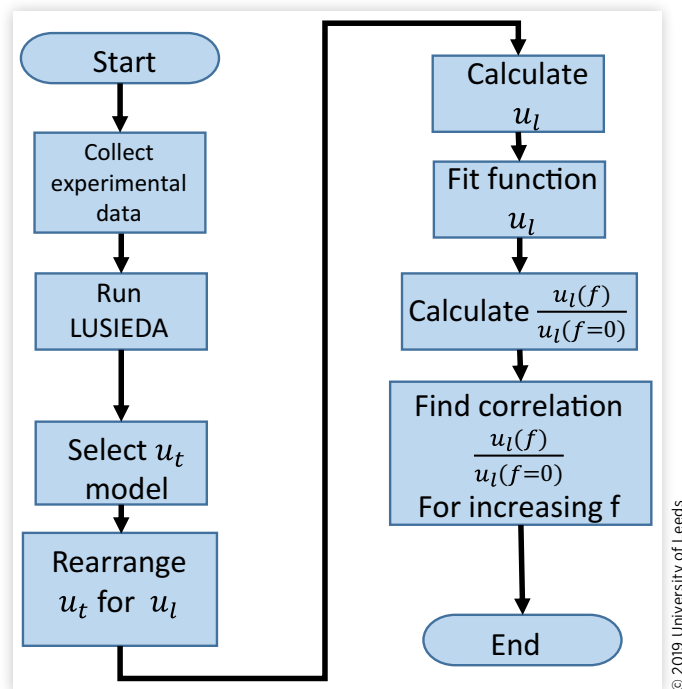 Start
Collect
experimental
data
Run
LUSIEDA
Select u_t
model
Rearrange
u_t for u_l
Calculate
u_l
Fit function
u_l
Calculate u_l(f)/u_l(f=0)
Find correlation
u_l(f)/u_l(f=0)
For increasing f
End
© 2019 University of Leeds